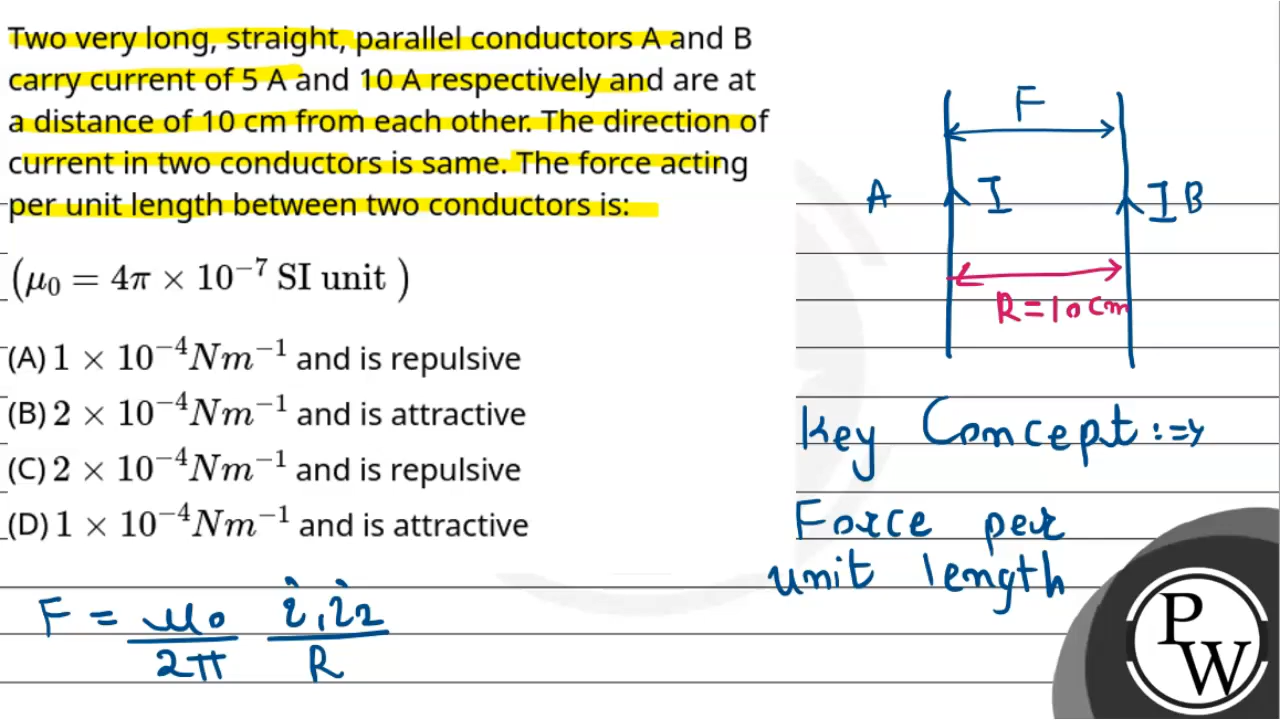 Two very long, straight, parallel conductors A and B
carry current of 5 A and 10 A respectively and are at
a distance of 10 cm from each other. The direction of
current in two conductors is same. The force acting
per unit length between two conductors is:
(μ₀ = 4π × 10⁻⁷ SI unit )
(A) 1 × 10⁻⁴Nm⁻¹ and is repulsive
(B) 2 × 10⁻⁴Nm⁻¹ and is attractive
(C) 2 × 10⁻⁴Nm⁻¹ and is repulsive
(D) 1 × 10⁻⁴Nm⁻¹ and is attractive
F = μ₀/2π i₁i₂/R
F
A I I B
R=10cm
Key Concept :⇒
Force per
unit length
P
W